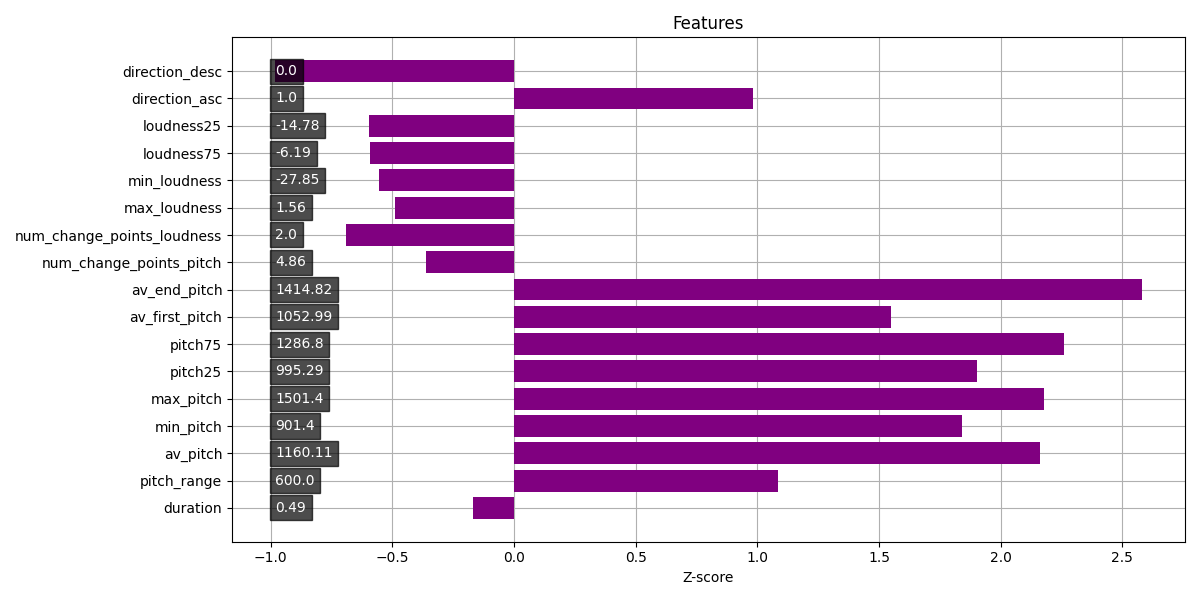 Features
direction_desc 0.0
direction_asc 1.0
loudness25 -14.78
loudness75 -6.19
min_loudness -27.85
max_loudness 1.56
num_change_points_loudness 2.0
num_change_points_pitch 4.86
av_end_pitch 1414.82
av_first_pitch 1052.99
pitch75 1286.8
pitch25 995.29
max_pitch 1501.4
min_pitch 901.4
av_pitch 1160.11
pitch_range 600.0
duration 0.49
−1.0 −0.5 0.0 0.5 1.0 1.5 2.0 2.5
Z-score